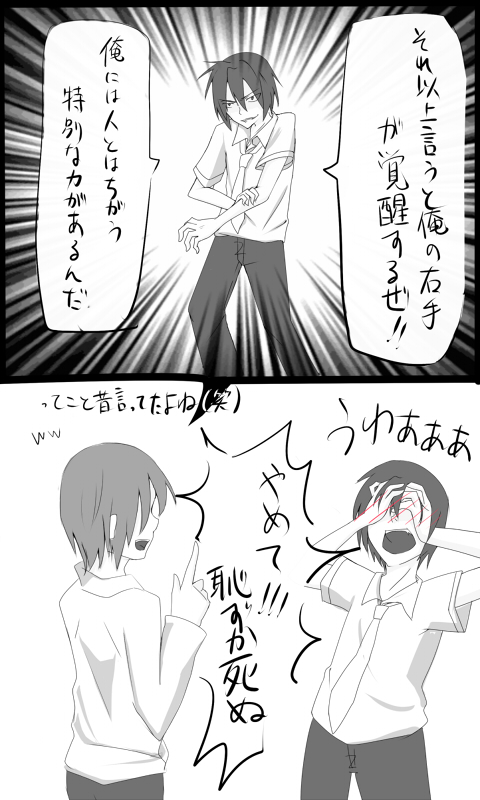 それ以上言うと俺の右手
が覚醒するぜ!!
俺には人とはちがう
特別な力があるんだ
ってこと昔言ってたよね(笑)
ww
うわあああ
やめて!!!
恥ずか死ぬ